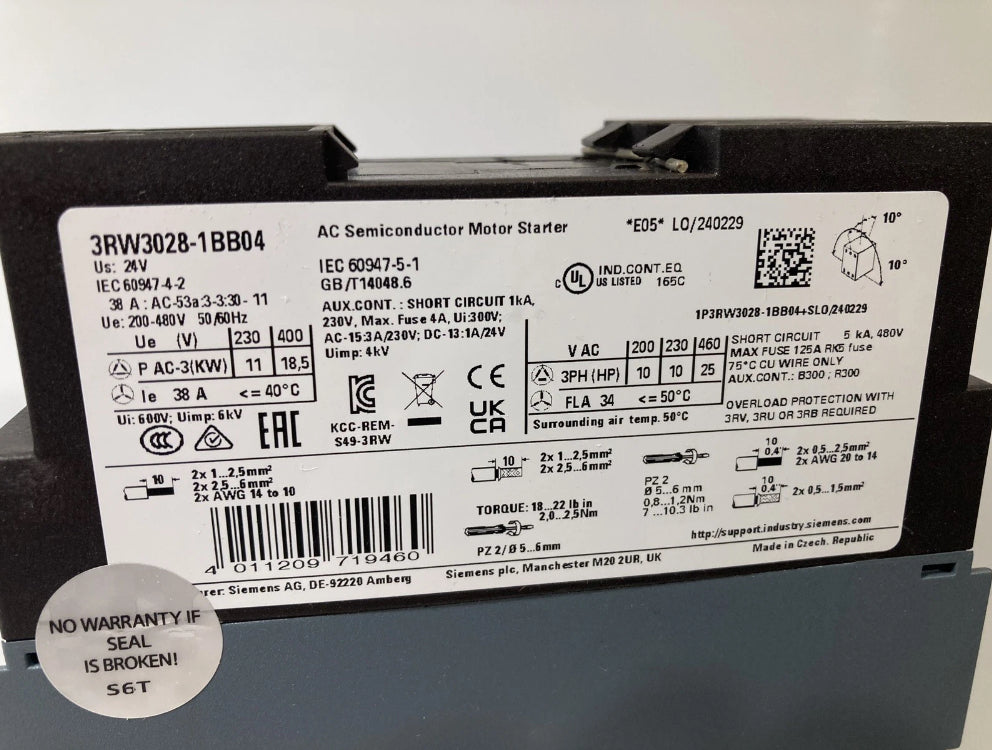 3RW3028-1BB04
Us: 24V
IEC 60947-4-2
38 A : AC-53a:3-3:30- 11
Ue: 200-480V 50/60Hz
Ue (V) 230 400
P AC-3(KW) 11 18,5
Ie 38 A <= 40°C
Ui: 600V; Uimp: 6kV
CCC
EAC
AC Semiconductor Motor Starter
IEC 60947-5-1
GB/T14048.6
AUX.CONT. : SHORT CIRCUIT 1kA,
230V, Max. Fuse 4A, Ui:300V;
AC-15:3A/230V; DC-13:1A/24V
Uimp: 4kV
KC
KCC-REM-
S49-3RW
CE
UK
CA
*E05* LO/240229
C UL US LISTED
IND.CONT.EQ
165C
10°
10°
1P3RW3028-1BB04+SLO/240229
V AC 200 230 460
3PH (HP) 10 10 25
FLA 34 <= 50°C
Surrounding air temp. 50°C
SHORT CIRCUIT 5 kA, 480V
MAX FUSE 125A RK5 fuse
75°C CU WIRE ONLY
AUX.CONT.: B300 ; R300
OVERLOAD PROTECTION WITH
3RV, 3RU OR 3RB REQUIRED
10
2x 1...2,5mm²
2x 2,5...6mm²
2x AWG 14 to 10
10
2x 1...2,5mm²
2x 2,5...6mm²
TORQUE: 18...22 lb in
2,0...2,5Nm
PZ 2/ Ø 5...6mm
PZ 2
Ø 5...6 mm
0,8...1,2Nm
7 ...10.3 lb in
10
0,4
2x 0,5...2,5mm²
2x AWG 20 to 14
10
0,4
2x 0,5...1,5mm²
4 011209 719460
rer: Siemens AG, DE-92220 Amberg
Siemens plc, Manchester M20 2UR, UK
http://support.industry.siemens.com
Made in Czech. Republic
NO WARRANTY IF
SEAL
IS BROKEN!
S6T